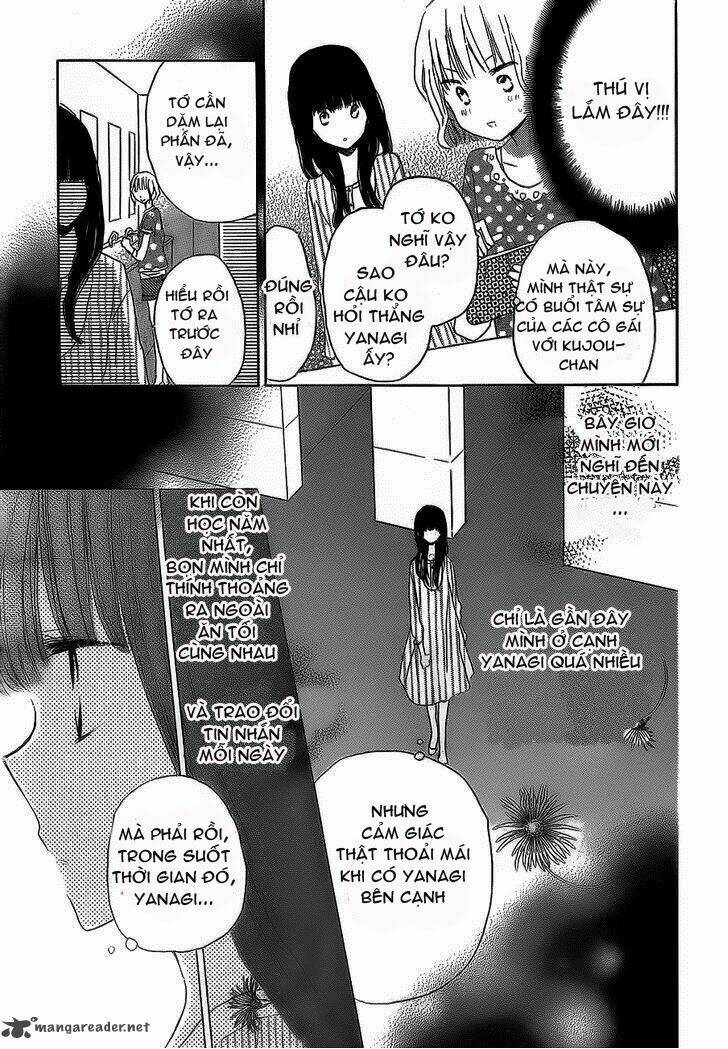 THÚ VỊ
LẮM ĐÂY!!!
MÀ NÀY,
MÌNH THẬT SỰ
CÓ BUỔI TÂM SỰ
CỦA CÁC CÔ GÁI
VỚI KUJOU-
CHAN
TỚ KO
NGHĨ VẬY
ĐÂU?
SAO
CẬU KO
HỎI THẲNG
YANAGI
ẤY?
ĐÚNG
RỒI
NHỈ
TỚ CẦN
DẶM LẠI
PHẤN ĐÃ,
VẬY...
HIỂU RỒI
TỚ RA
TRƯỚC
ĐÂY
BÂY GIỜ
MÌNH MỚI
NGHĨ ĐẾN
CHUYỆN NÀY
...
CHỈ LÀ GẦN ĐÂY
MÌNH Ở CẠNH
YANAGI QUÁ NHIỀU
KHI CÒN
HỌC NĂM
NHẤT,
BỌN MÌNH CHỈ
THỈNH THOẢNG
RA NGOÀI
ĂN TỐI
CÙNG NHAU
VÀ TRAO ĐỔI
TIN NHẮN
MỖI NGÀY
NHƯNG
CẢM GIÁC
THẬT THOẢI MÁI
KHI CÓ YANAGI
BÊN CẠNH
MÀ PHẢI RỒI,
TRONG SUỐT
THỜI GIAN ĐÓ,
YANAGI...
mangareader.net